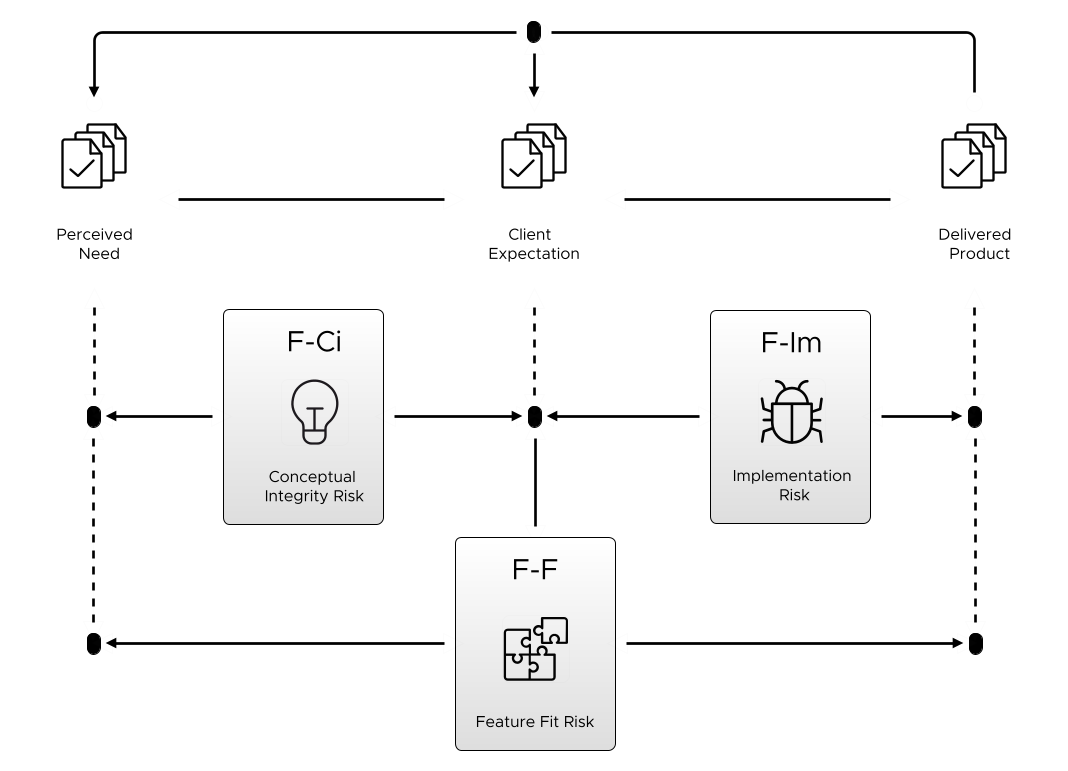 Perceived
Need
Client
Expectation
Delivered
Product
F-Ci
Conceptual
Integrity Risk
F-Im
Implementation
Risk
F-F
Feature Fit Risk